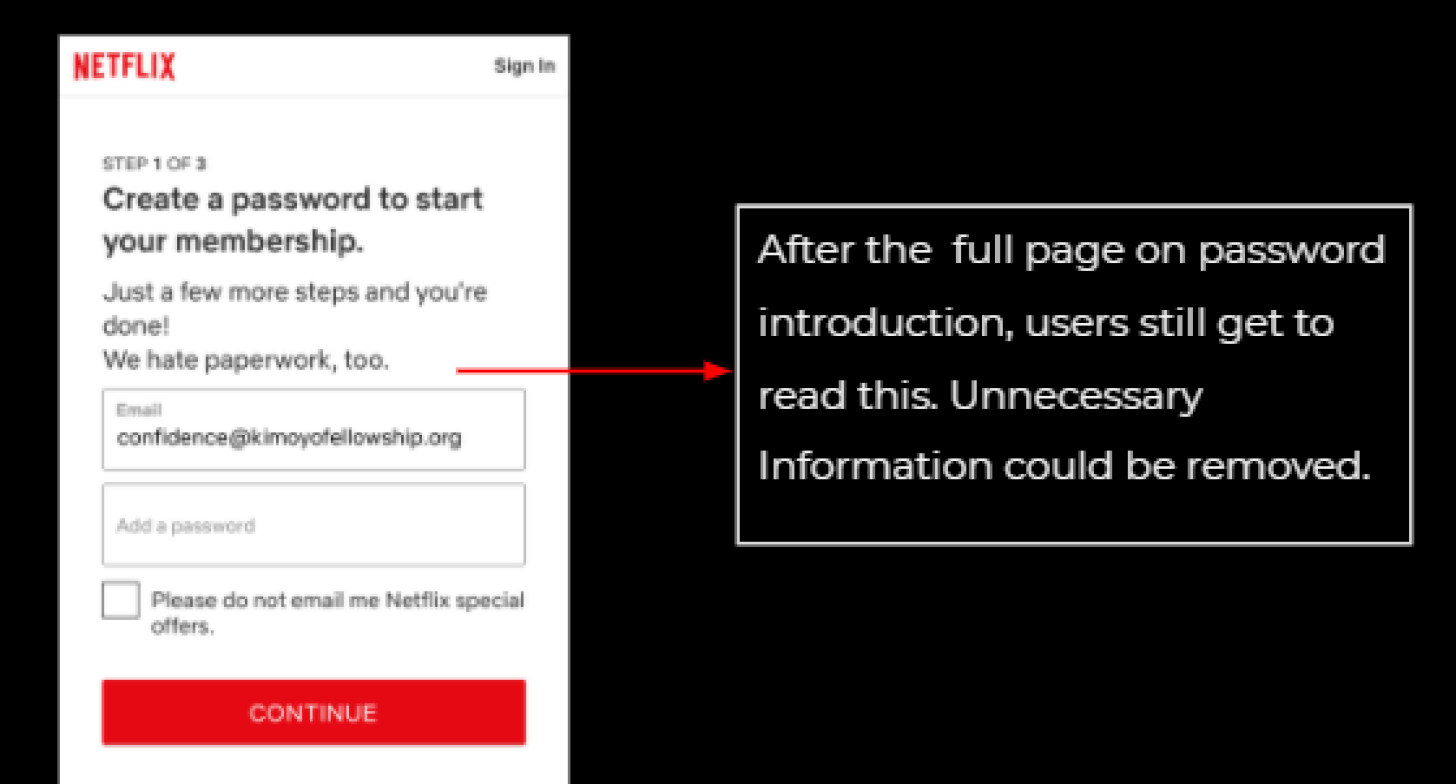 NETFLIX
Sign In
STEP 1 OF 3
Create a password to start
your membership.
Just a few more steps and you're
done!
We hate paperwork, too.
Email
confidence@kimoyofellowship.org
Add a password
Please do not email me Netflix special
offers.
CONTINUE
After the full page on password
introduction, users still get to
read this. Unnecessary
Information could be removed.